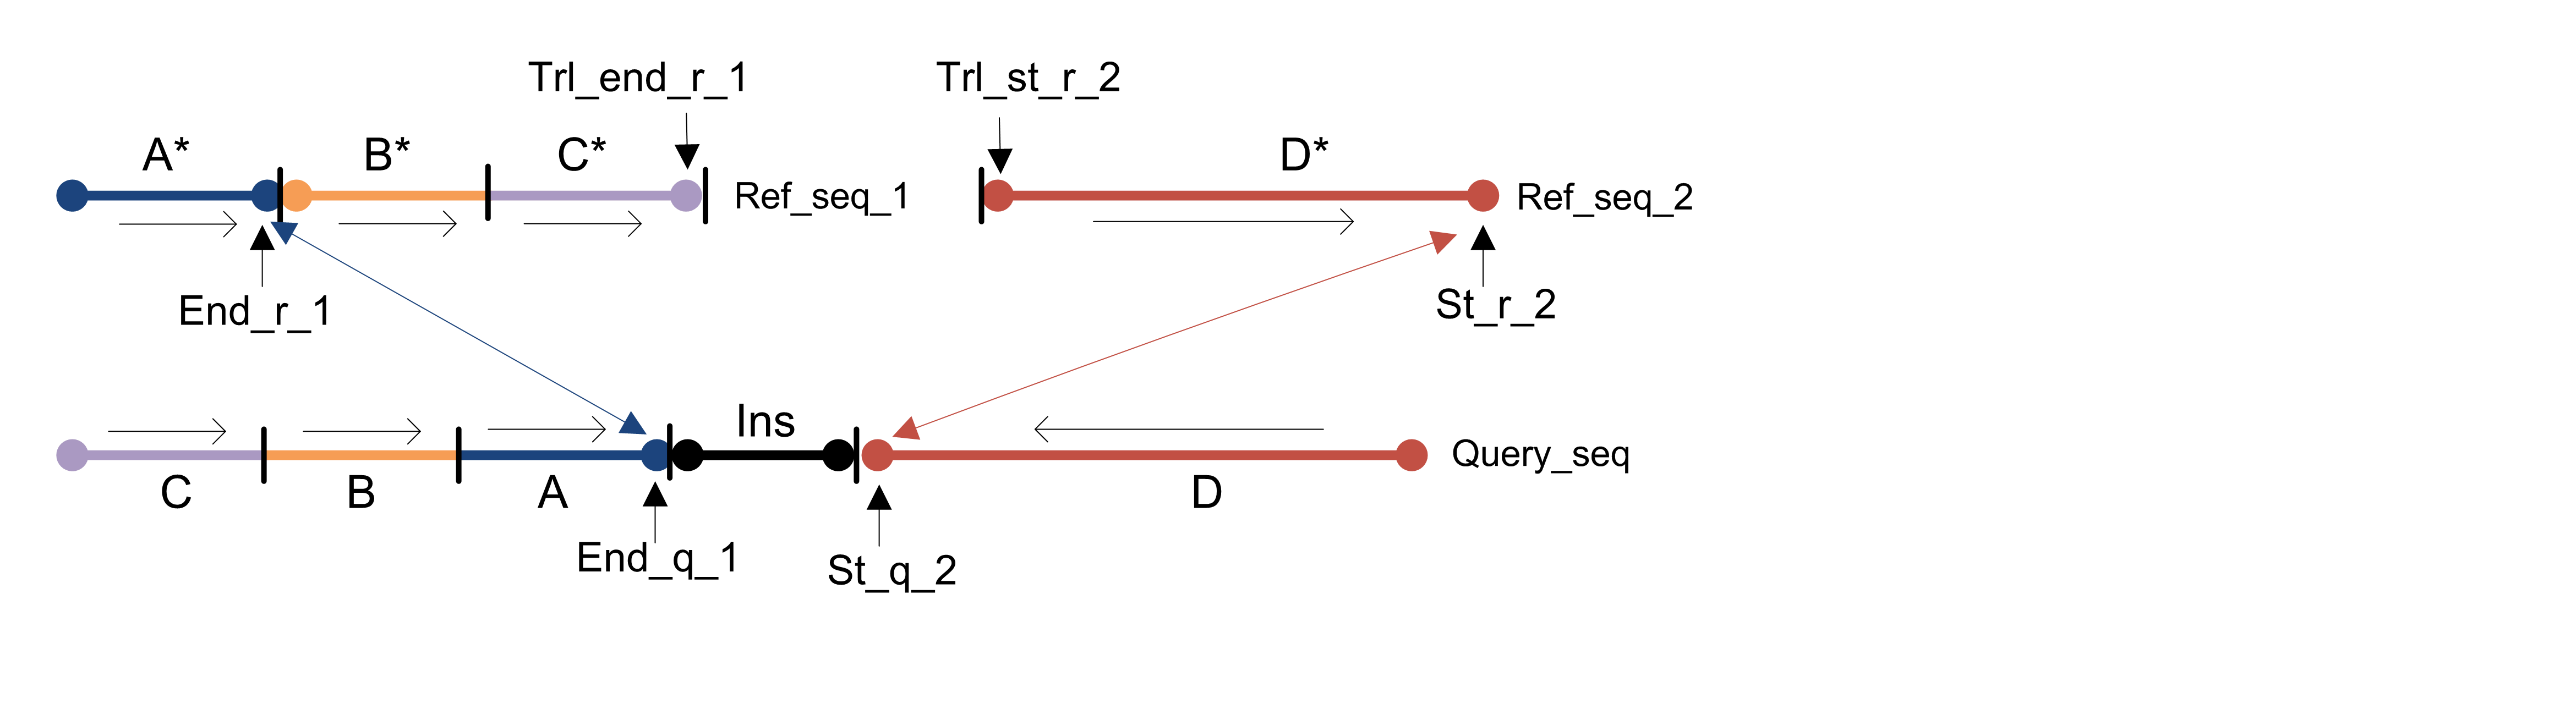 Trl_end_r_1
Trl_st_r_2
A*
B*
C*
D*
Ref_seq_1
Ref_seq_2
End_r_1
St_r_2
Ins
Query_seq
C
B
A
D
End_q_1
St_q_2